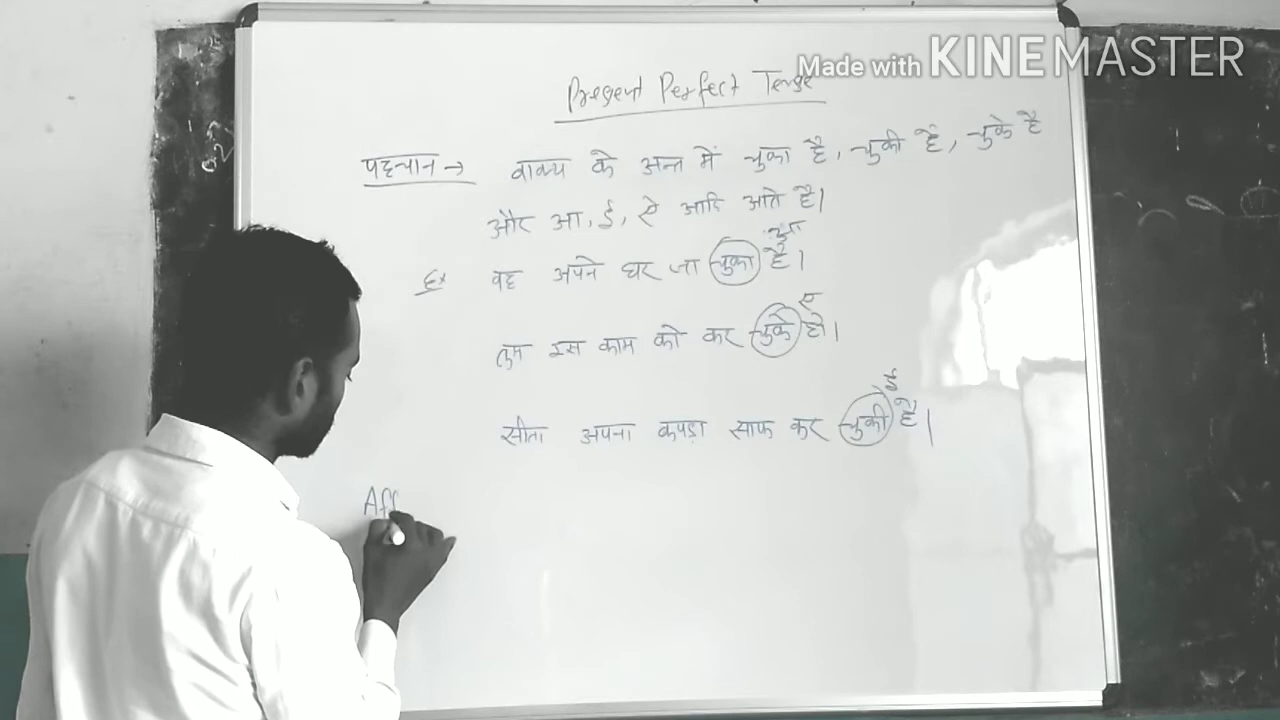 Made with KINEMASTER
Present Perfect Tense
पहचान → वाक्य के अन्त में चुका है, चुकी है, चुके है
और आ, ई, ऐ आदि आते है।
आ
Ex वह अपने घर जा चुका है।
ए
तुम इस काम को कर चुके हो।
ई
सीता अपना कपड़ा साफ कर चुकी है।
Aff